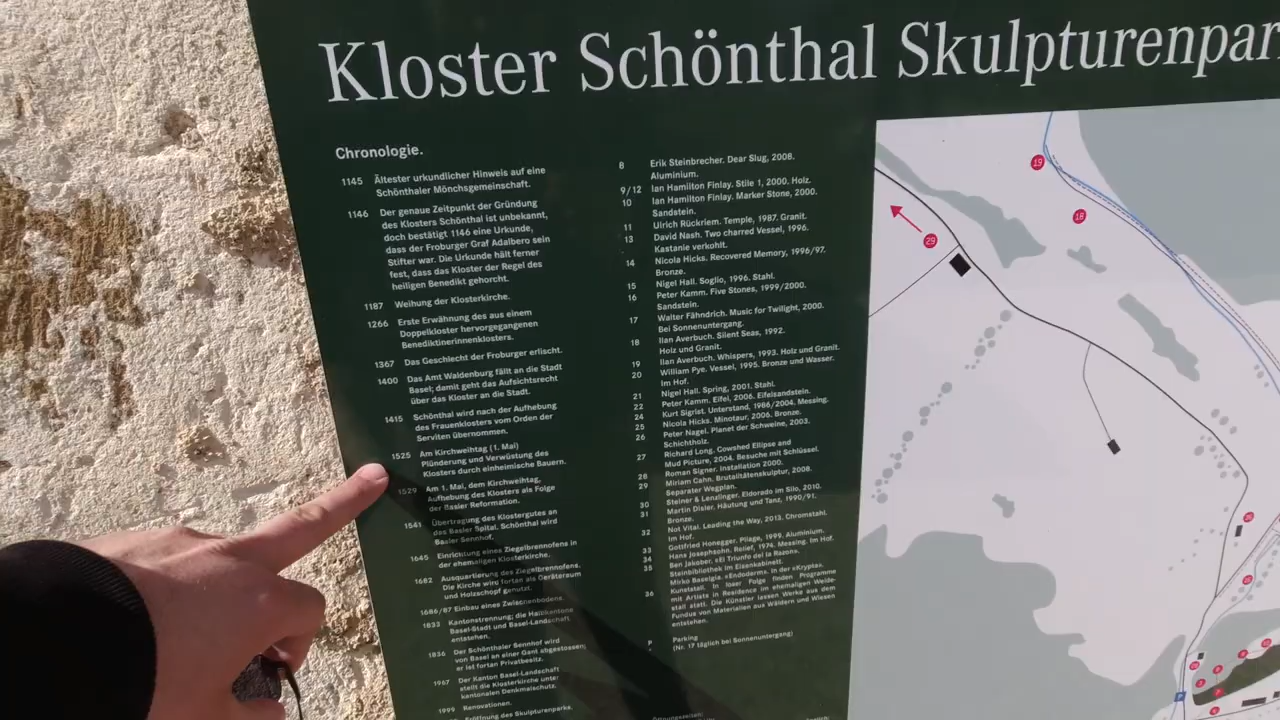 Kloster Schönthal Skulpturenpar
Chronologie.
1145 Ältester urkundlicher Hinweis auf eine
Schönthaler Mönchsgemeinschaft.
1146 Der genaue Zeitpunkt der Gründung
des Klosters Schönthal ist unbekannt,
doch bestätigt 1146 eine Urkunde,
dass der Froburger Graf Adalbero sein
Stifter war. Die Urkunde hält ferner
fest, dass das Kloster der Regel des
heiligen Benedikt gehorcht.
1187 Weihung der Klosterkirche.
1266 Erste Erwähnung des aus einem
Doppelkloster hervorgegangenen
Benediktinerinnenklosters.
1367 Das Geschlecht der Froburger erlischt.
1400 Das Amt Waldenburg fällt an die Stadt
Basel; damit geht das Aufsichtsrecht
über das Kloster an die Stadt.
1415 Schönthal wird nach der Aufhebung
des Frauenklosters vom Orden der
Serviten übernommen.
1525 Am Kirchweihtag (1. Mai)
Plünderung und Verwüstung des
Klosters durch einheimische Bauern.
1529 Am 1. Mai, dem Kirchweihtag,
Aufhebung des Klosters als Folge
der Basler Reformation.
1541 Übertragung des Klostergutes an
das Basler Spital. Schönthal wird
Basler Sennhof.
1645 Einrichtung eines Ziegelbrennofens in
der ehemaligen Klosterkirche.
1682 Ausquartierung des Ziegelbrennofens.
Die Kirche wird fortan als Geräteraum
und Holzschopf genutzt.
1686/87 Einbau eines Zwischenbodens.
1833 Kantonstrennung; die Halbkantone
Basel-Stadt und Basel-Landschaft
entstehen.
1836 Der Schönthaler Sennhof wird
von Basel an einer Gant abgestossen;
er ist fortan Privatbesitz.
1967 Der Kanton Basel-Landschaft
stellt die Klosterkirche unter
kantonalen Denkmalschutz.
1999 Renovationen.
Eröffnung des Skulpturenparks.
8 Erik Steinbrecher. Dear Slug, 2008.
Aluminium.
9/12 Ian Hamilton Finlay. Stile 1, 2000. Holz.
10 Ian Hamilton Finlay. Marker Stone, 2000.
Sandstein.
11 Ulrich Rückriem. Temple, 1987. Granit.
13 David Nash. Two charred Vessel, 1996.
Kastanie verkohlt.
14 Nicola Hicks. Recovered Memory, 1996/97.
Bronze.
15 Nigel Hall. Soglio, 1996. Stahl.
16 Peter Kamm. Five Stones, 1999/2000.
Sandstein.
17 Walter Fähndrich. Music for Twilight, 2000.
Bei Sonnenuntergang.
18 Ilan Averbuch. Silent Seas, 1992.
Holz und Granit.
19 Ilan Averbuch. Whispers, 1993. Holz und Granit.
20 William Pye. Vessel, 1995. Bronze und Wasser.
Im Hof.
21 Nigel Hall. Spring, 2001. Stahl.
22 Peter Kamm. Eifel, 2006. Eifelsandstein.
24 Kurt Sigrist. Unterstand, 1986/2004. Messing.
25 Nicola Hicks. Minotaur, 2006. Bronze.
26 Peter Nagel. Planet der Schweine, 2003.
Schichtholz.
27 Richard Long. Cowshed Ellipse and
Mud Picture, 2004. Besuche mit Schlüssel.
28 Roman Signer. Installation 2000.
29 Miriam Cahn. Brutalitätenskulptur, 2008.
Separater Wegplan.
30 Steiner & Lenzlinger. Eldorado im Silo, 2010.
31 Martin Disler. Häutung und Tanz, 1990/91.
Bronze.
32 Not Vital. Leading the Way, 2013. Chromstahl.
Im Hof.
33 Gottfried Honegger. Pliage, 1999. Aluminium.
34 Hans Josephsohn. Relief, 1974. Messing. Im Hof.
35 Ben Jakober. «El Triunfo del la Razon».
Steinbibliothek im Eisenkabinett.
Mirko Baselgia. «Endoderm». In der «Krypta».
36 Kunststall. In loser Folge finden Programme
mit Artists in Residence im ehemaligen Weide-
stall statt. Die Künstler lassen Werke aus dem
Fundus von Materialien aus Wäldern und Wiesen
entstehen.
P Parking
(Nr. 17 täglich bei Sonnenuntergang)
19
18
29